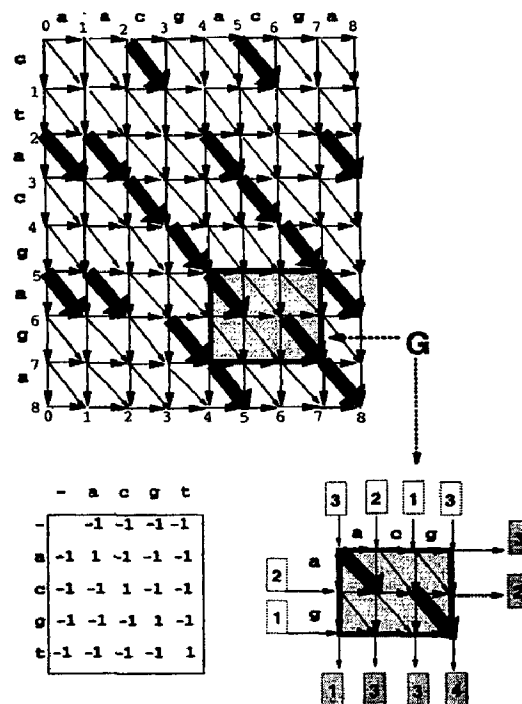 a a c g a c g a
0 1 2 3 4 5 6 7 8
c
1
t
2
a
3
c
4
g
5
a
6
G
g
7
a
8
0 1 2 3 4 5 6 7 8
- a c g t
- -1 -1 -1 -1
a -1 1 -1 -1 -1
c -1 -1 1 -1 -1
g -1 -1 -1 1 -1
t -1 -1 -1 -1 1
3 2 1 3
a c g
a
2
g
1
1 3 3 4